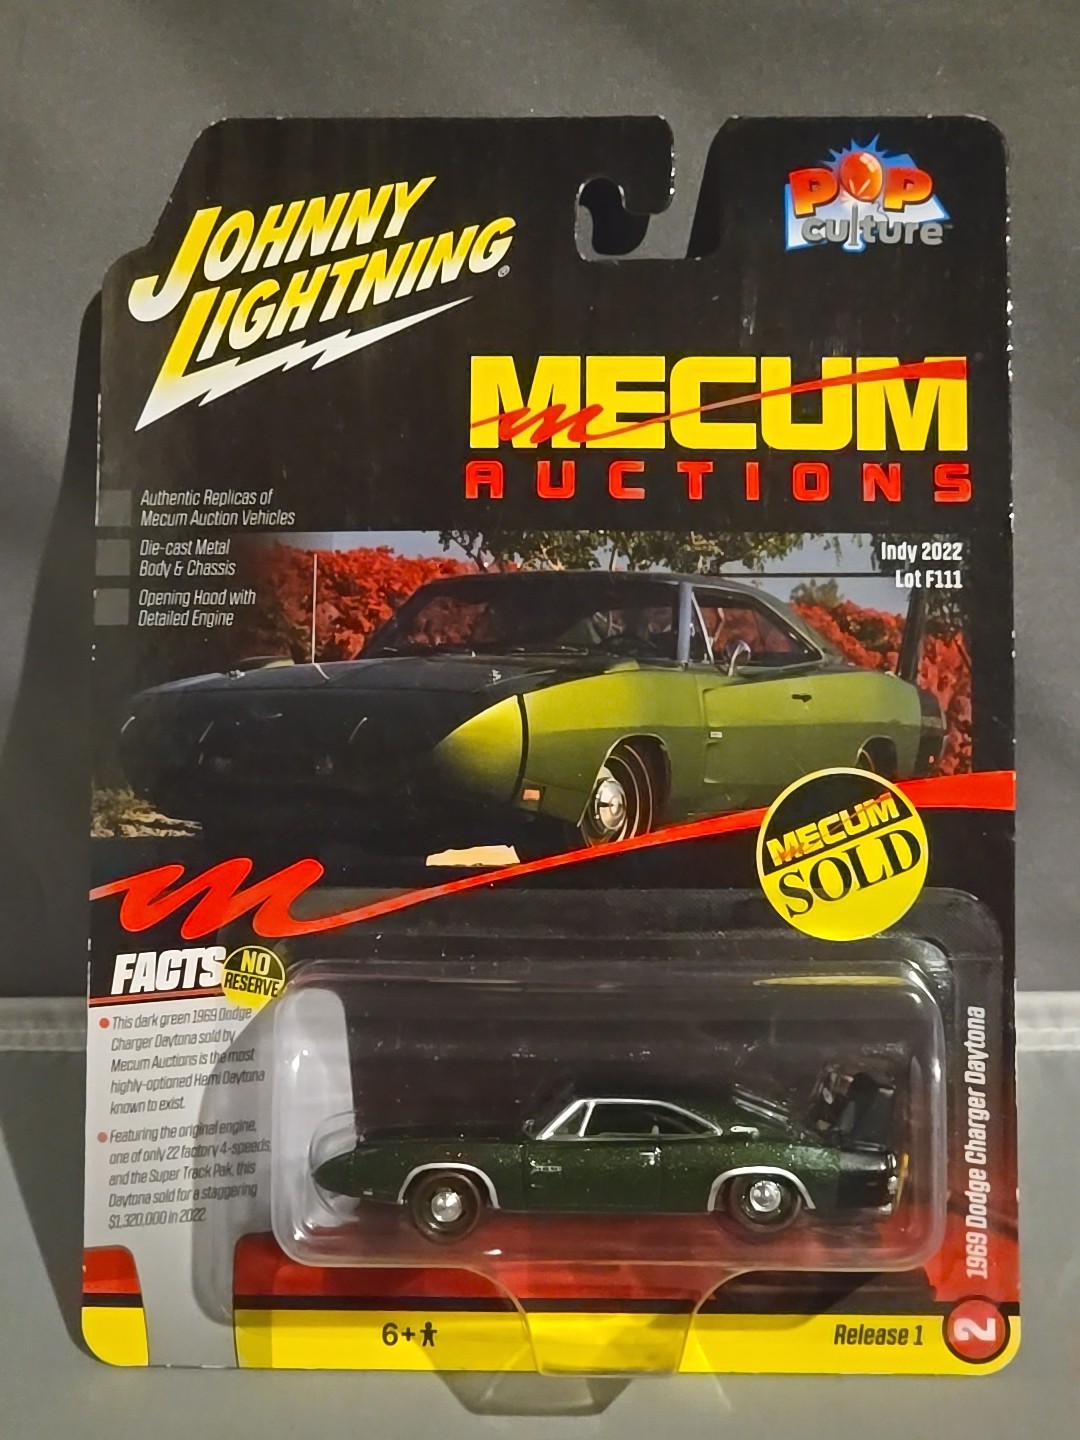 JOHNNY
LIGHTNING®
POP
culture™
MECUM
AUCTIONS
Authentic Replicas of
Mecum Auction Vehicles
Die-cast Metal
Body & Chassis
Opening Hood with
Detailed Engine
Indy 2022
Lot F111
MECUM
SOLD
FACTS
NO
RESERVE
• This dark green 1969 Dodge
Charger Daytona sold by
Mecum Auctions is the most
highly-optioned Hemi Daytona
known to exist.
• Featuring the original engine,
one of only 22 factory 4-speeds,
and the Super Track Pak, this
Daytona sold for a staggering
$1,320,000 in 2022.
1969 Dodge Charger Daytona
6+
Release 1
2